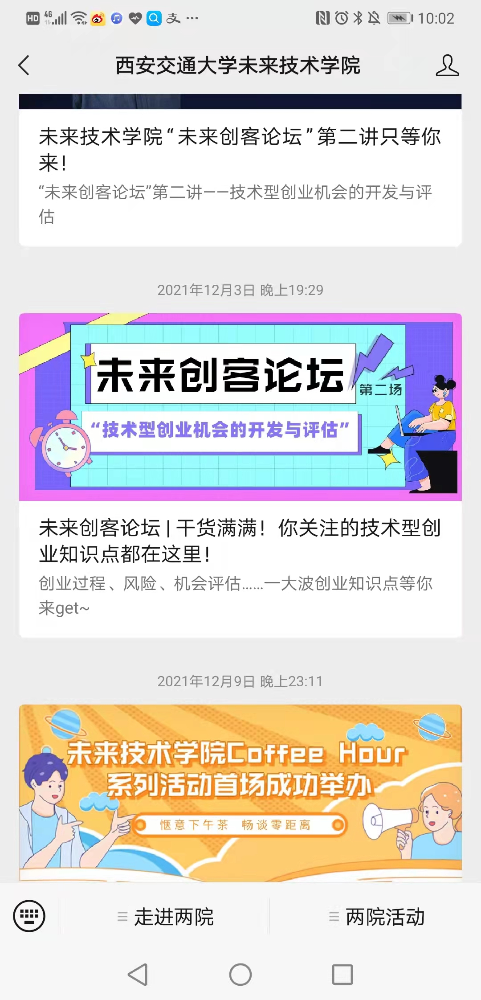 HD 4G 支 ··· 10:02
西安交通大学未来技术学院
未来技术学院“未来创客论坛”第二讲只等你
来!
“未来创客论坛”第二讲——技术型创业机会的开发与评
估
2021年12月3日 晚上19:29
未来创客论坛
第二场
“技术型创业机会的开发与评估”
未来创客论坛 | 干货满满！你关注的技术型创
业知识点都在这里!
创业过程、风险、机会评估......一大波创业知识点等你
来get~
2021年12月9日 晚上23:11
未来技术学院Coffee Hour
系列活动首场成功举办
惬意下午茶 畅谈零距离
走进两院
两院活动